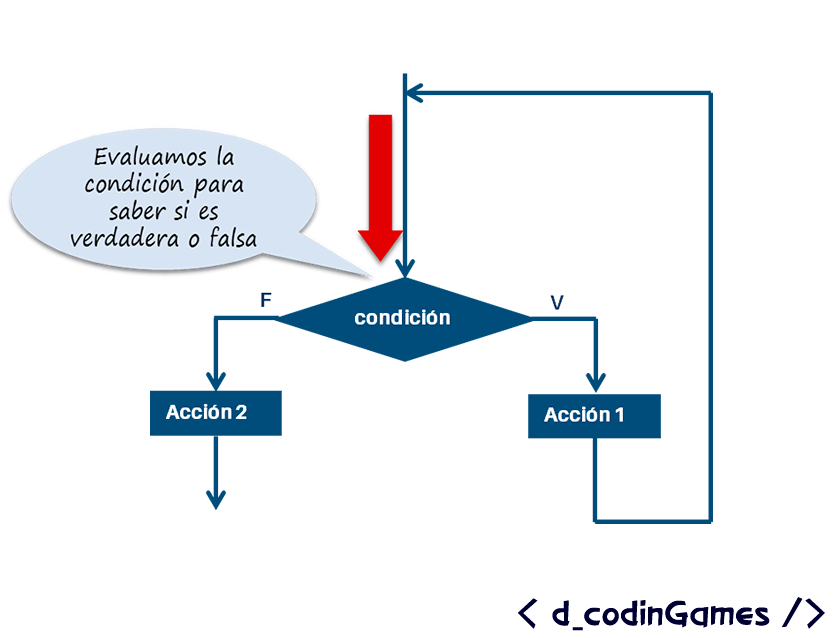 Evaluamos la
condición para
saber si es
verdadera o falsa
F
V
condición
Acción 2
Acción 1
< d_codinGames />